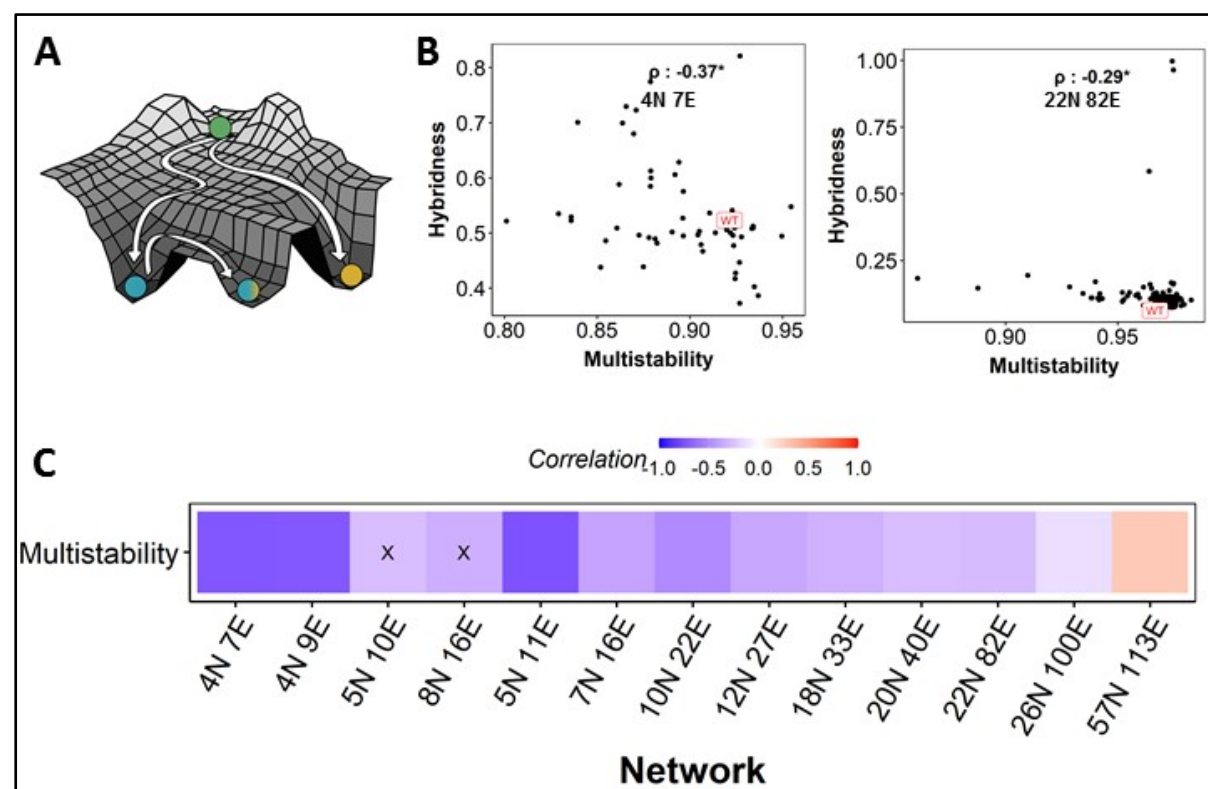 A
B
ρ : -0.37*
4N 7E
Hybridness
0.8
0.7
0.6
0.5
0.4
WT
0.80
0.85
0.90
0.95
Multistability
ρ : -0.29*
22N 82E
Hybridness
1.00
0.75
0.50
0.25
WT
0.90
0.95
Multistability
C
Correlation
-1.0 -0.5 0.0 0.5 1.0
Multistability
X X
4N 7E
4N 9E
5N 10E
8N 16E
5N 11E
7N 16E
10N 22E
12N 27E
18N 33E
20N 40E
22N 82E
26N 100E
57N 113E
Network